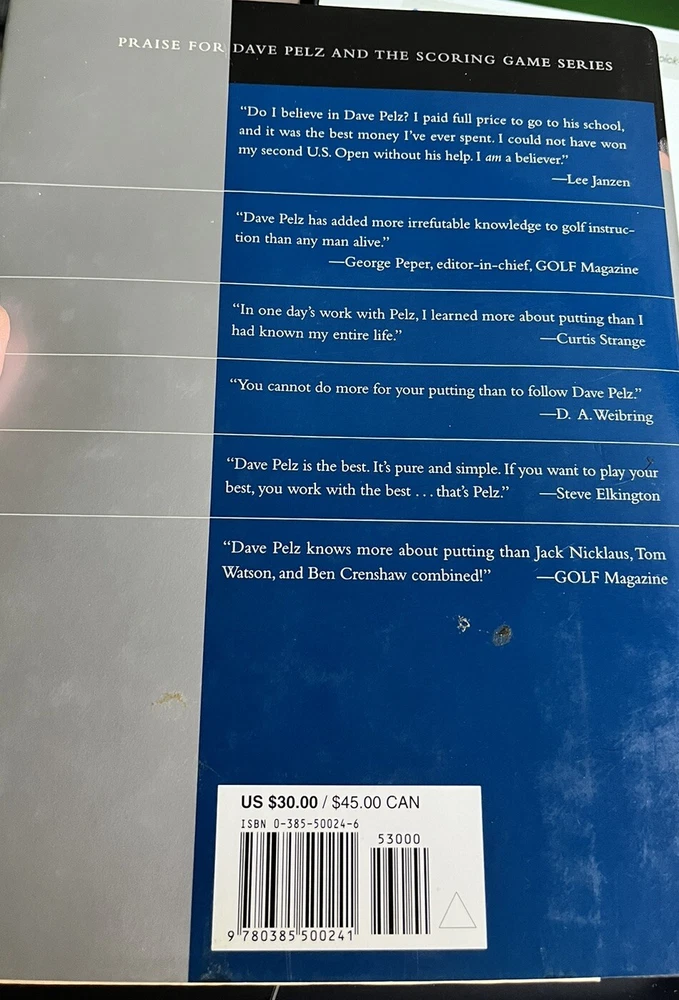 PRAISE FOR DAVE PELZ AND THE SCORING GAME SERIES
“Do I believe in Dave Pelz? I paid full price to go to his school,
and it was the best money I’ve ever spent. I could not have won
my second U.S. Open without his help. I am a believer.”
—Lee Janzen
“Dave Pelz has added more irrefutable knowledge to golf instruc-
tion than any man alive.”
—George Peper, editor-in-chief, GOLF Magazine
“In one day’s work with Pelz, I learned more about putting than I
had known my entire life.” —Curtis Strange
“You cannot do more for your putting than to follow Dave Pelz.”
—D. A. Weibring
“Dave Pelz is the best. It’s pure and simple. If you want to play your
best, you work with the best . . . that’s Pelz.” —Steve Elkington
“Dave Pelz knows more about putting than Jack Nicklaus, Tom
Watson, and Ben Crenshaw combined!” —GOLF Magazine
US $30.00 / $45.00 CAN
ISBN 0-385-50024-6
53000
9 780385 500241